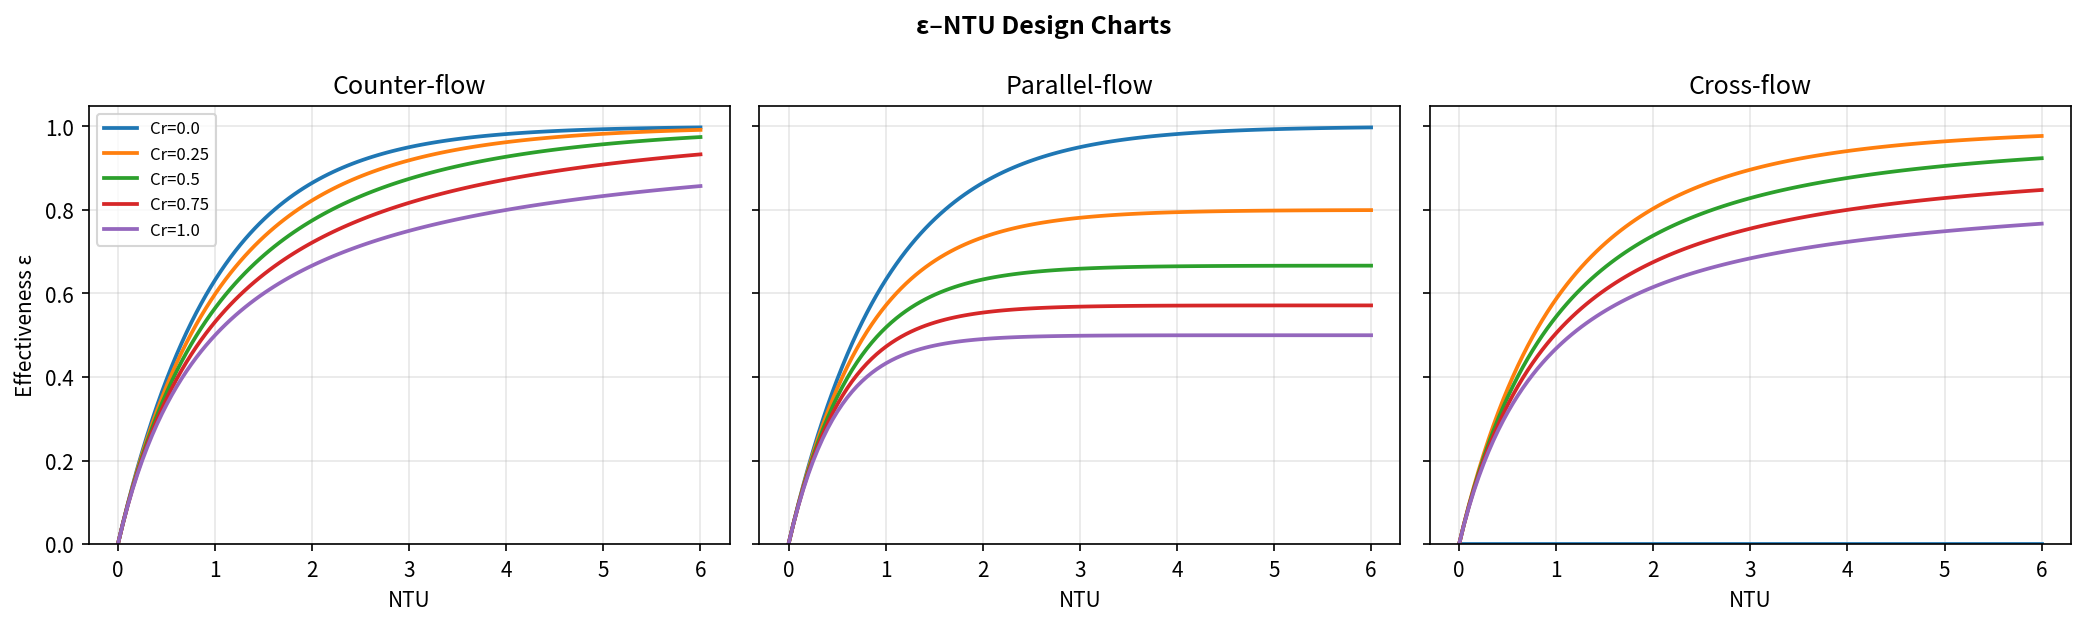 ε–NTU Design Charts
Counter-flow
Parallel-flow
Cross-flow
Effectiveness ε
1.0
0.8
0.6
0.4
0.2
0.0
Cr=0.0
Cr=0.25
Cr=0.5
Cr=0.75
Cr=1.0
0 1 2 3 4 5 6
NTU
0 1 2 3 4 5 6
NTU
0 1 2 3 4 5 6
NTU